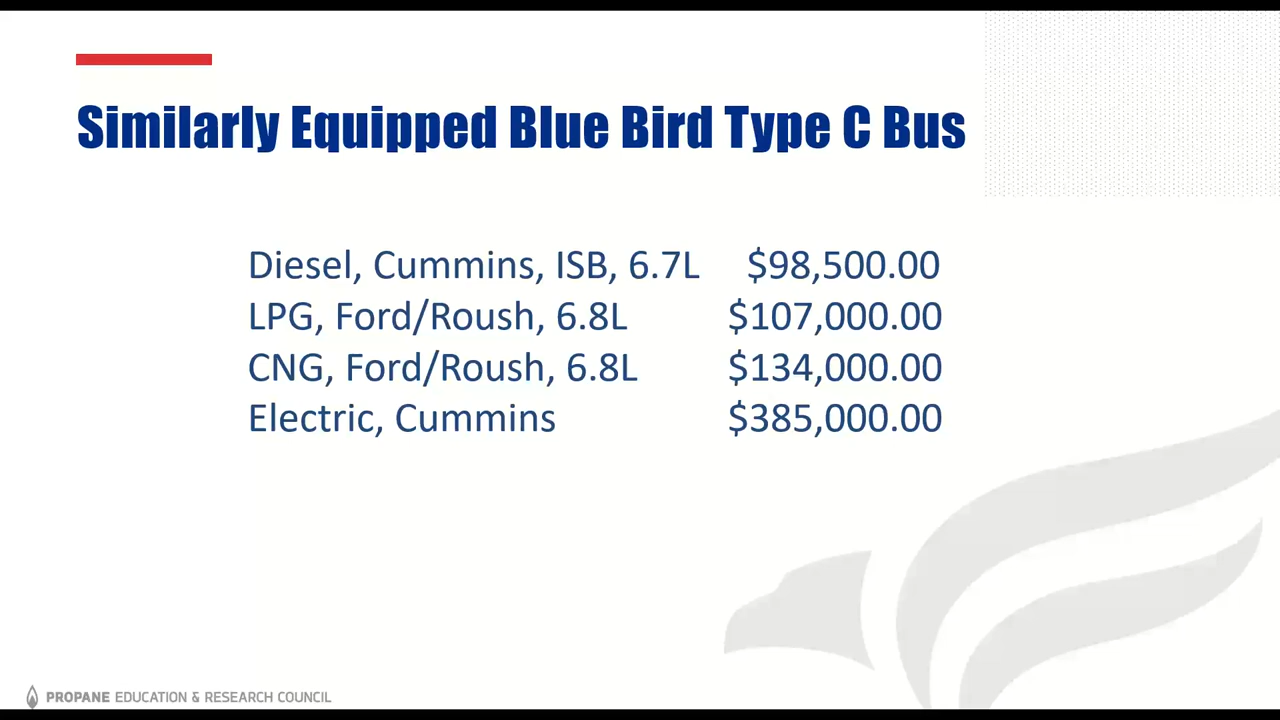 Similarly Equipped Blue Bird Type C Bus
Diesel, Cummins, ISB, 6.7L $98,500.00
LPG, Ford/Roush, 6.8L $107,000.00
CNG, Ford/Roush, 6.8L $134,000.00
Electric, Cummins $385,000.00
PROPANE EDUCATION & RESEARCH COUNCIL